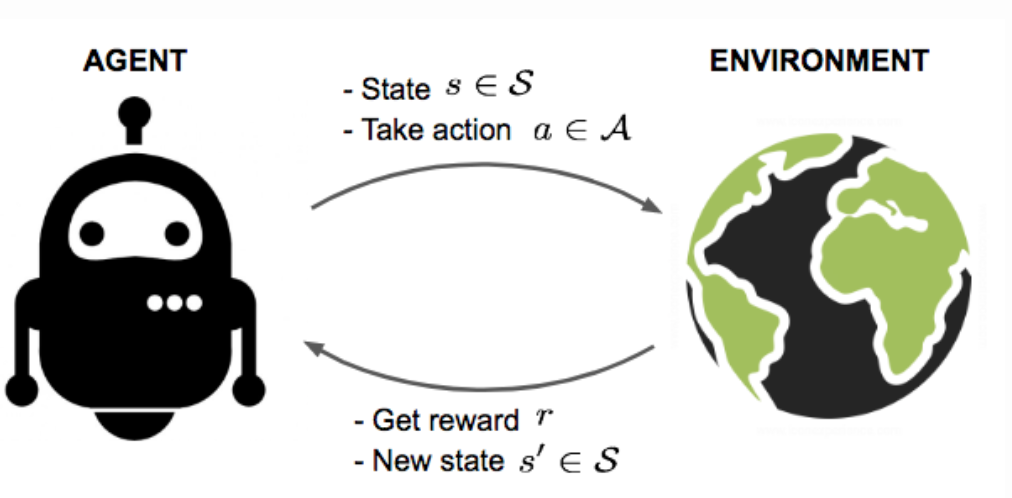 AGENT
ENVIRONMENT
- State s ∈ 𝒮
- Take action a ∈ 𝒜
- Get reward r
- New state s′ ∈ 𝒮